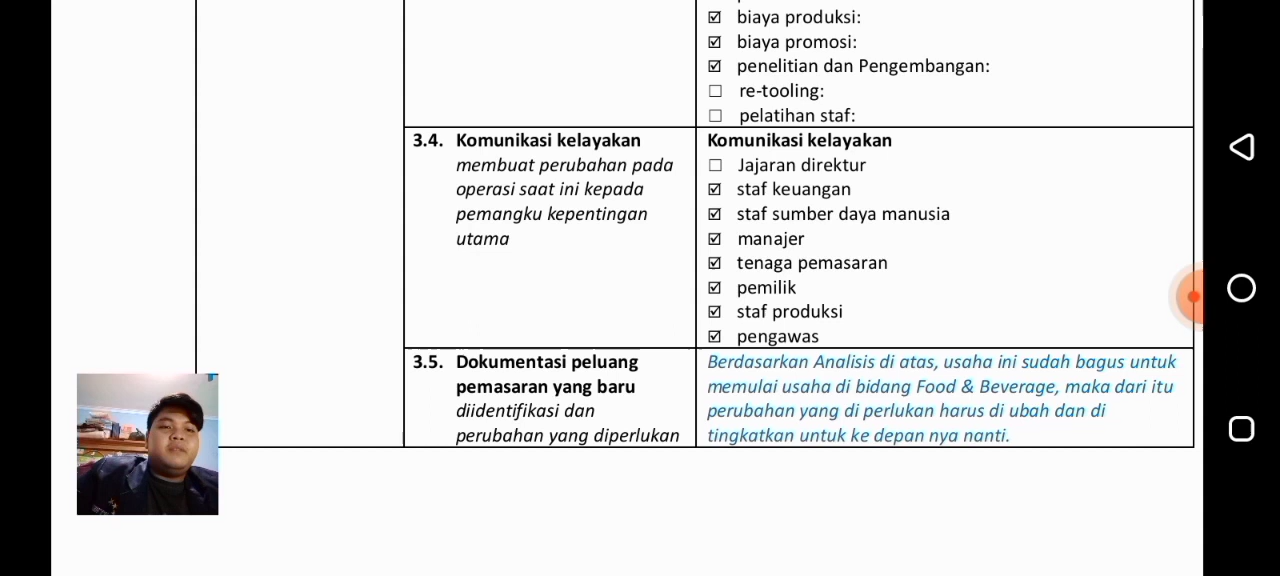 ☑ biaya produksi:
☑ biaya promosi:
☑ penelitian dan Pengembangan:
☐ re-tooling:
☐ pelatihan staf:
3.4. Komunikasi kelayakan
membuat perubahan pada
operasi saat ini kepada
pemangku kepentingan
utama
Komunikasi kelayakan
☐ Jajaran direktur
☑ staf keuangan
☑ staf sumber daya manusia
☑ manajer
☑ tenaga pemasaran
☑ pemilik
☑ staf produksi
☑ pengawas
3.5. Dokumentasi peluang
pemasaran yang baru
diidentifikasi dan
perubahan yang diperlukan
Berdasarkan Analisis di atas, usaha ini sudah bagus untuk
memulai usaha di bidang Food & Beverage, maka dari itu
perubahan yang di perlukan harus di ubah dan di
tingkatkan untuk ke depan nya nanti.